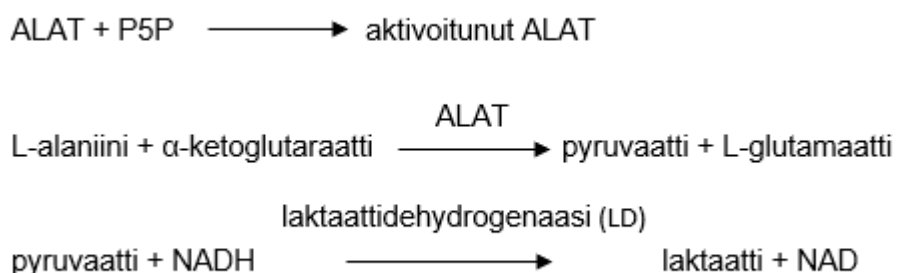 ALAT + P5P ⟶ aktivoitunut ALAT
ALAT
L-alaniini + α-ketoglutaraatti ⟶ pyruvaatti + L-glutamaatti
laktaattidehydrogenaasi (LD)
pyruvaatti + NADH ⟶ laktaatti + NAD